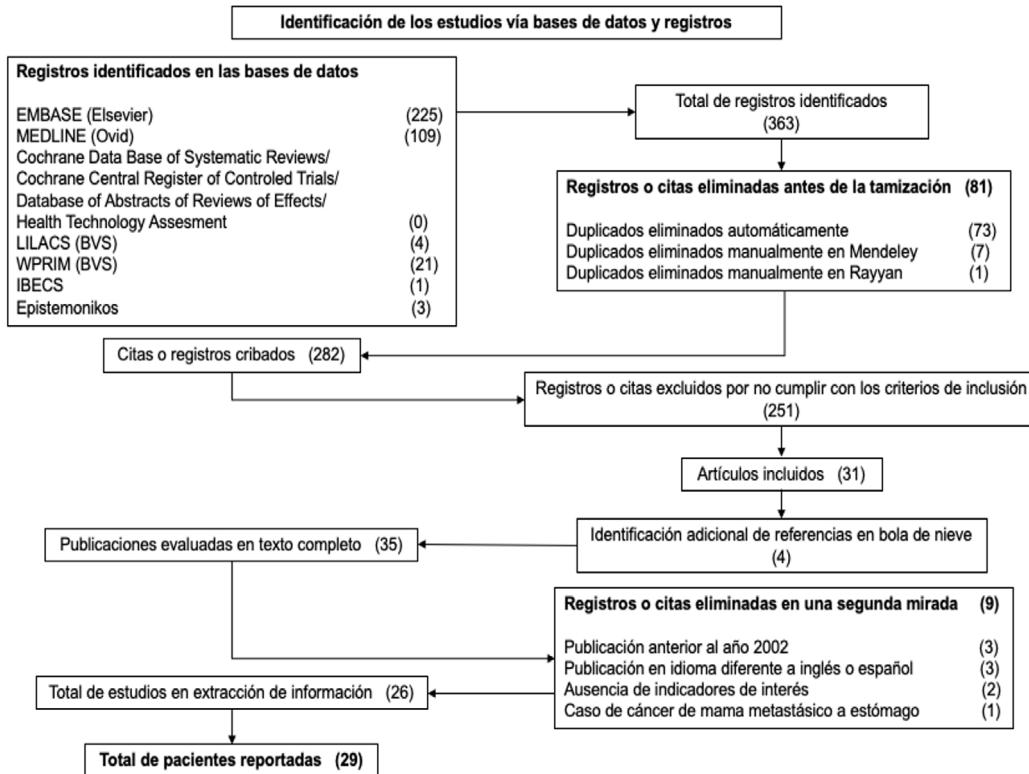 Identificación de los estudios vía bases de datos y registros
Registros identificados en las bases de datos
EMBASE (Elsevier) (225)
MEDLINE (Ovid) (109)
Cochrane Data Base of Systematic Reviews/
Cochrane Central Register of Controled Trials/
Database of Abstracts of Reviews of Effects/
Health Technology Assesment (0)
LILACS (BVS) (4)
WPRIM (BVS) (21)
IBECS (1)
Epistemonikos (3)
Total de registros identificados
(363)
Registros o citas eliminadas antes de la tamización (81)
Duplicados eliminados automáticamente (73)
Duplicados eliminados manualmente en Mendeley (7)
Duplicados eliminados manualmente en Rayyan (1)
Citas o registros cribados (282)
Registros o citas excluidos por no cumplir con los criterios de inclusión
(251)
Artículos incluidos (31)
Identificación adicional de referencias en bola de nieve
(4)
Publicaciones evaluadas en texto completo (35)
Registros o citas eliminadas en una segunda mirada (9)
Publicación anterior al año 2002 (3)
Publicación en idioma diferente a inglés o español (3)
Ausencia de indicadores de interés (2)
Caso de cáncer de mama metastásico a estómago (1)
Total de estudios en extracción de información (26)
Total de pacientes reportadas (29)